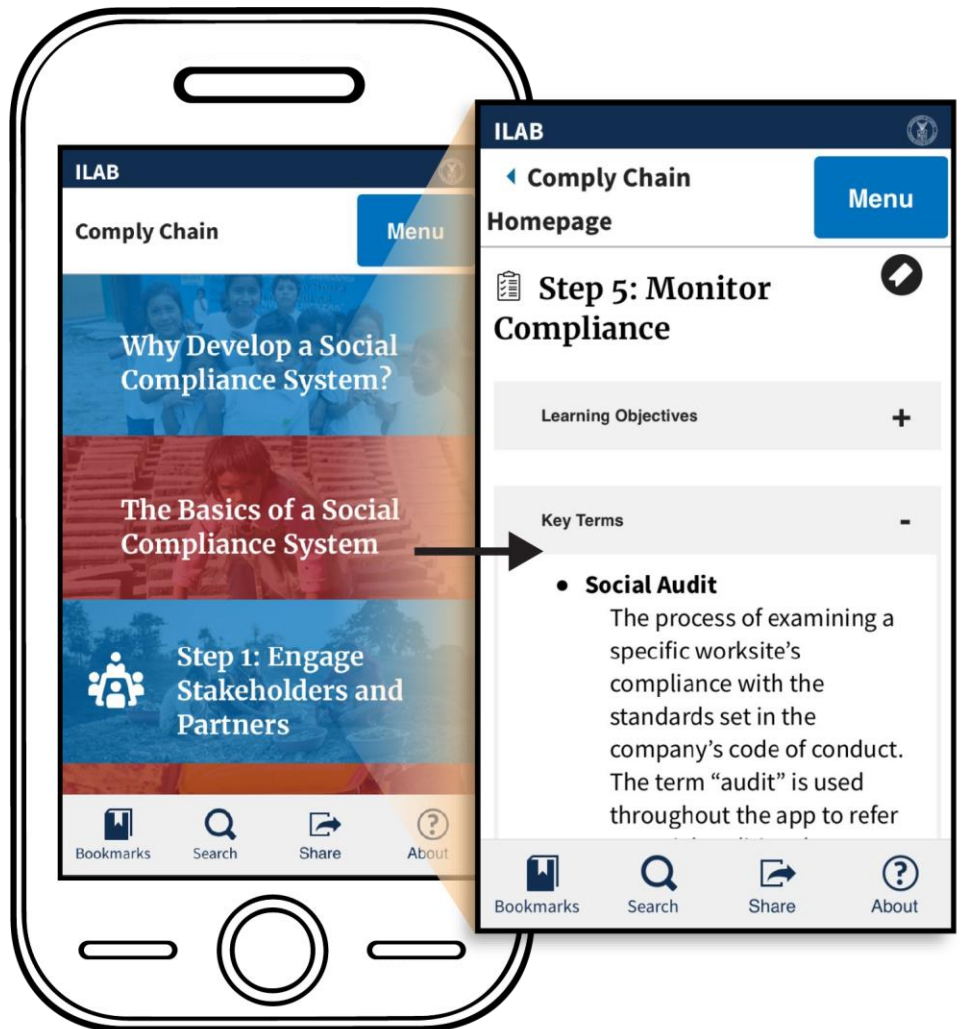 ILAB
Comply Chain
Menu
Why Develop a Social
Compliance System?
The Basics of a Social
Compliance System
Step 1: Engage
Stakeholders and
Partners
Bookmarks
Search
Share
About
ILAB
Comply Chain
Homepage
Menu
Step 5: Monitor
Compliance
Learning Objectives
+
Key Terms
-
• Social Audit
The process of examining a
specific worksite’s
compliance with the
standards set in the
company’s code of conduct.
The term “audit” is used
throughout the app to refer
Bookmarks
Search
Share
About